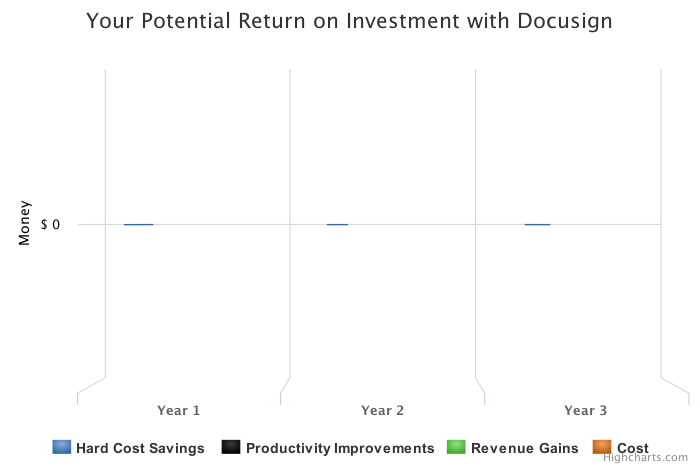 Your Potential Return on Investment with Docusign
Money
$ 0
Year 1 Year 2 Year 3
Hard Cost Savings Productivity Improvements Revenue Gains Cost
Highcharts.com